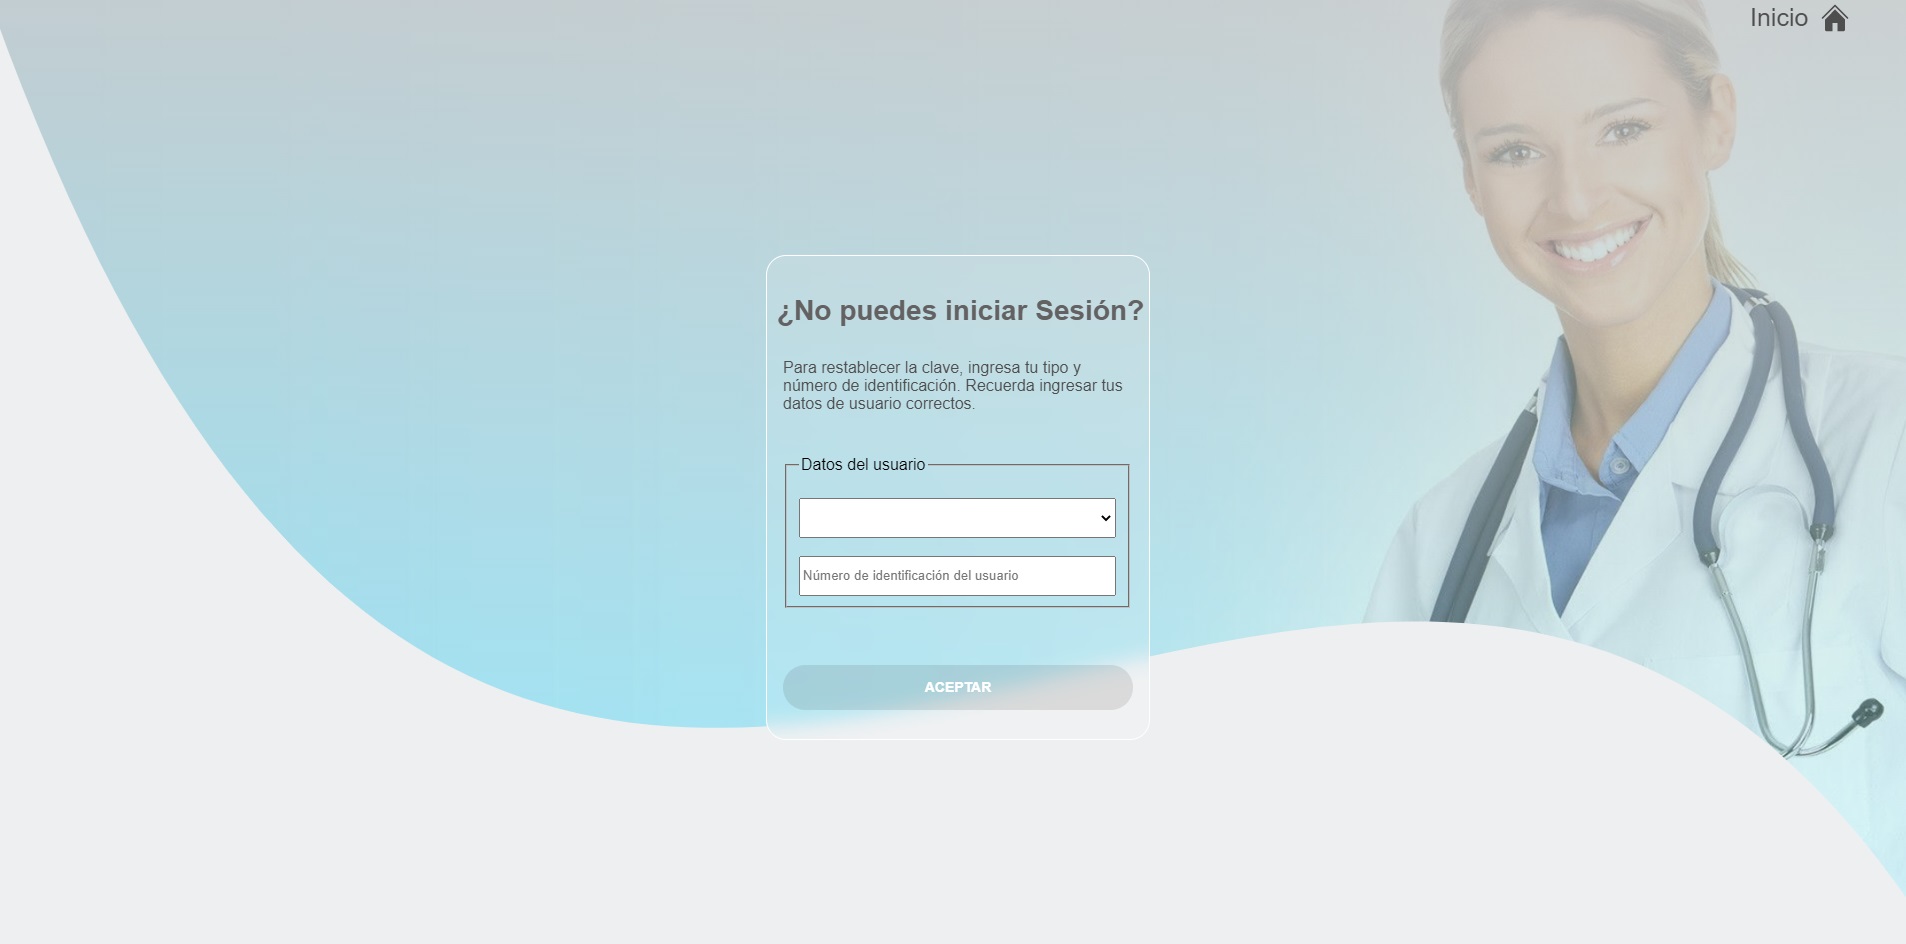 Inicio
¿No puedes iniciar Sesión?
Para restablecer la clave, ingresa tu tipo y
número de identificación. Recuerda ingresar tus
datos de usuario correctos.
Datos del usuario
Número de identificación del usuario
ACEPTAR